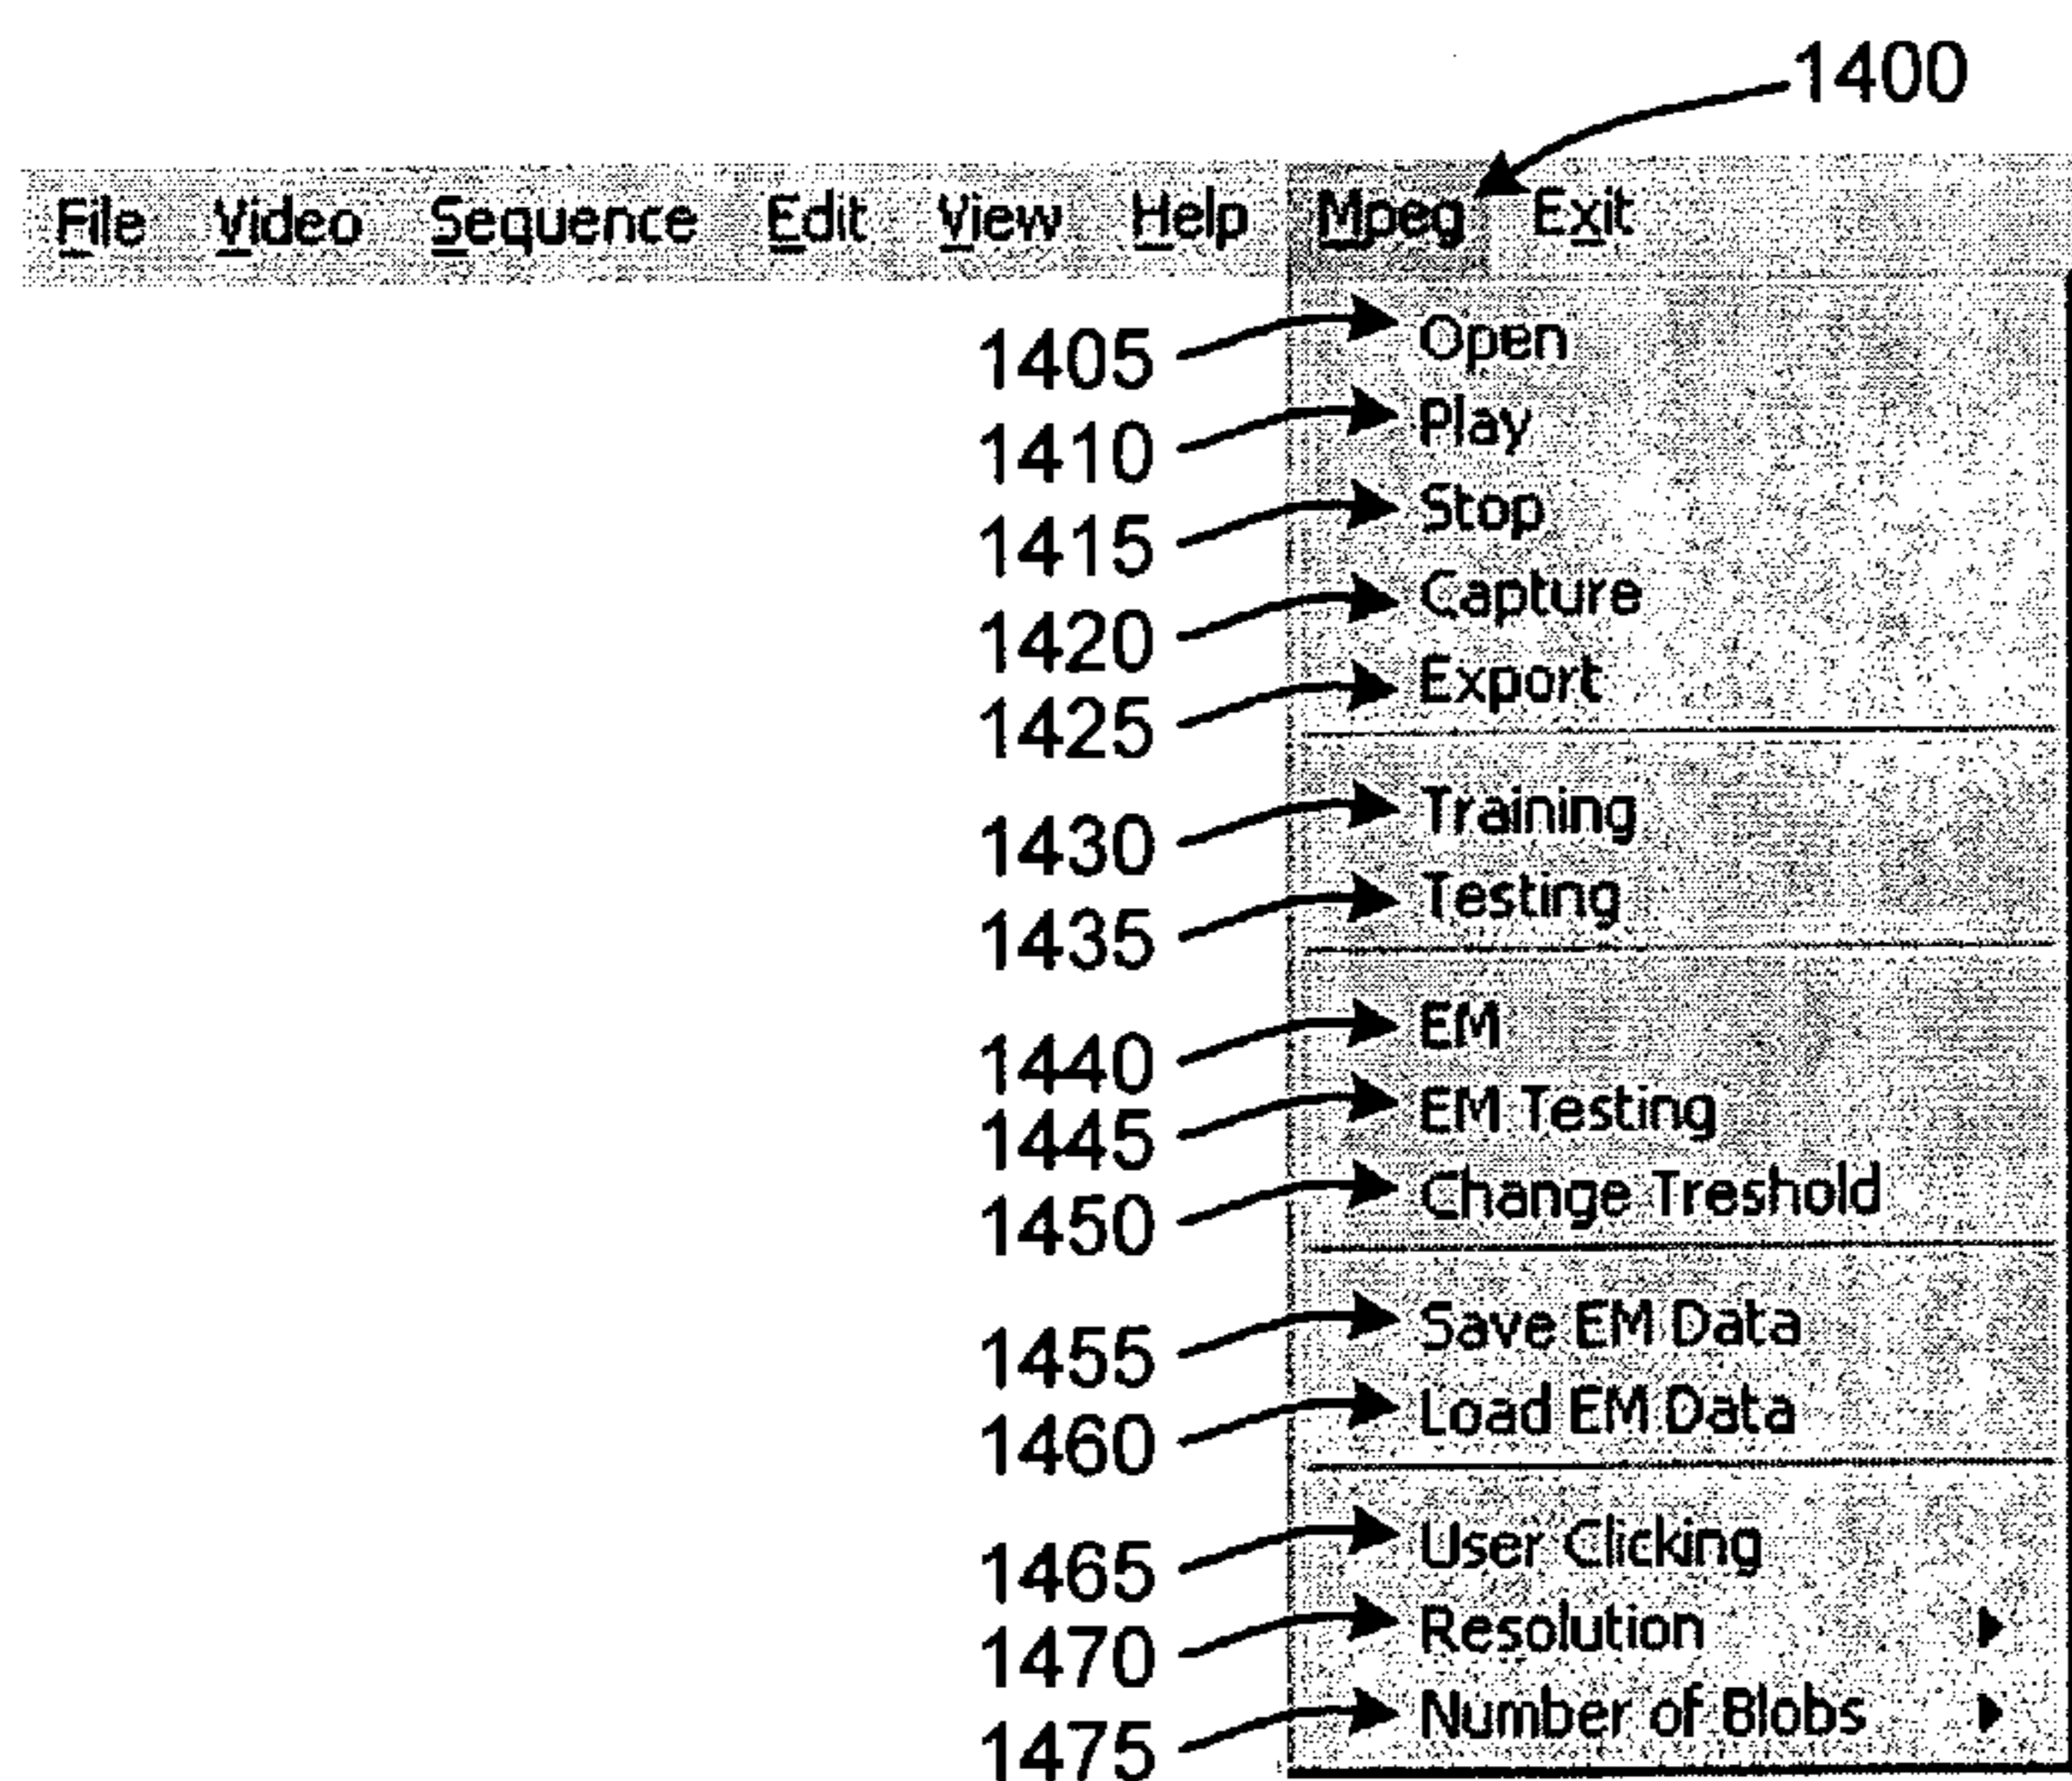 1400
File Video Sequence Edit View Help Mpeg Exit
1405 Open
1410 Play
1415 Stop
1420 Capture
1425 Export
1430 Training
1435 Testing
1440 EM
1445 EM Testing
1450 Change Treshold
1455 Save EM Data
1460 Load EM Data
1465 User Clicking
1470 Resolution
1475 Number of Blobs